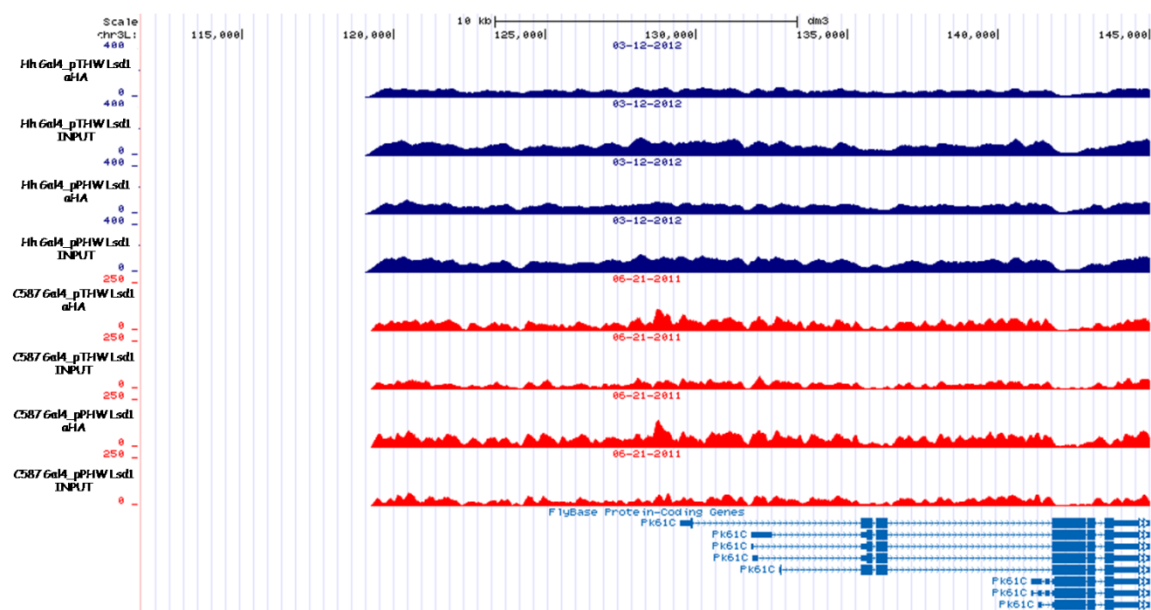 Scale 10 kb dm3
chr3L: 115,000 120,000 125,000 130,000 135,000 140,000 145,000
400 03-12-2012
Hh Gal4_pTHW Lsd1
αHA
0
400 03-12-2012
Hh Gal4_pTHW Lsd1
INPUT
0
400 03-12-2012
Hh Gal4_pPHW Lsd1
αHA
0
400 03-12-2012
Hh Gal4_pPHW Lsd1
INPUT
0
250 06-21-2011
C587 Gal4_pTHW Lsd1
αHA
0
250 06-21-2011
C587 Gal4_pTHW Lsd1
INPUT
0
250 06-21-2011
C587 Gal4_pPHW Lsd1
αHA
0
250 06-21-2011
C587 Gal4_pPHW Lsd1
INPUT
0
FlyBase Protein-Coding Genes
Pk61C
Pk61C
Pk61C
Pk61C
Pk61C
Pk61C
Pk61C
Pk61C